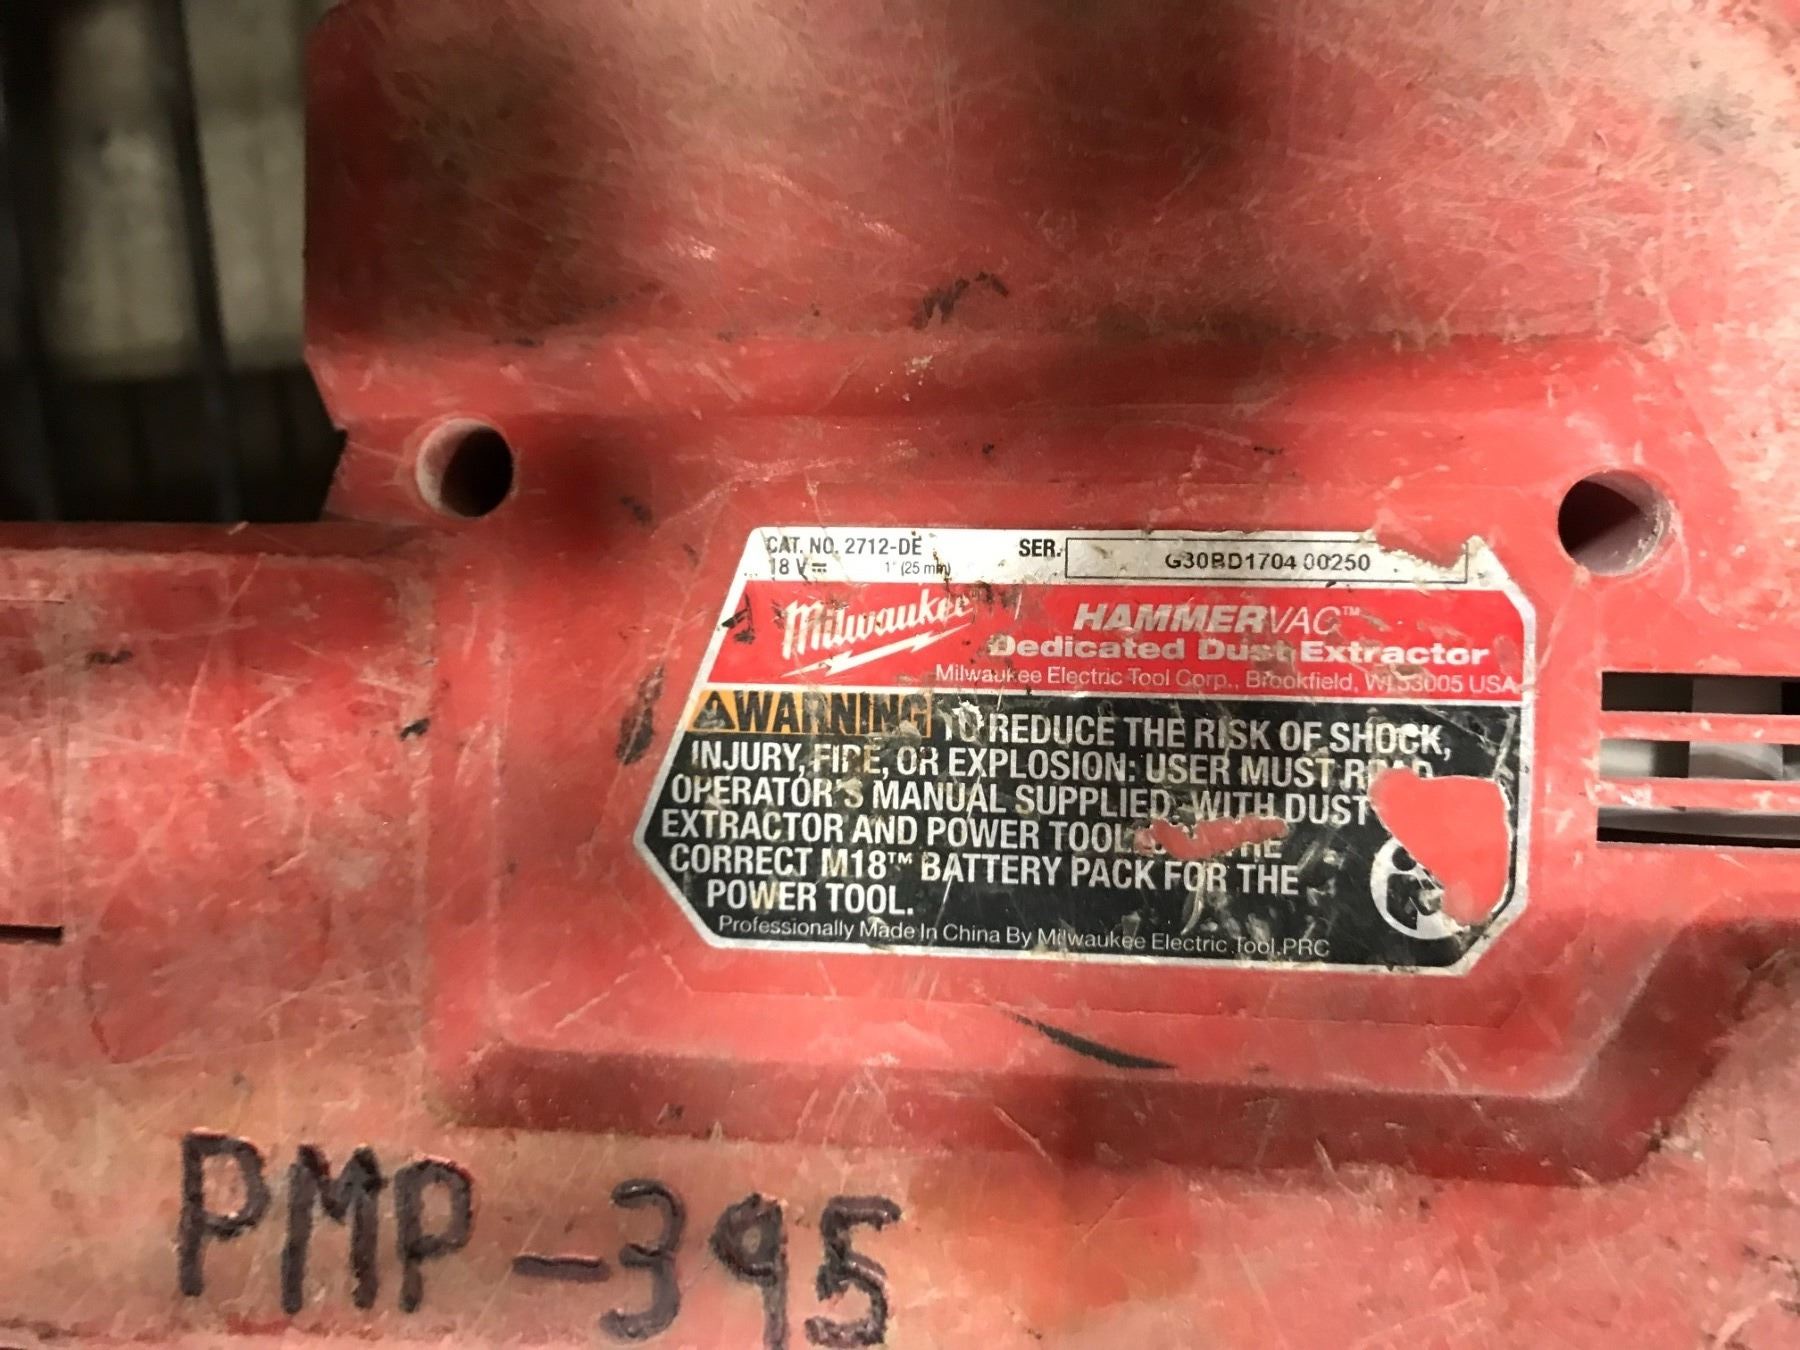 CAT. NO. 2712-DE SER. G30BD1704 00250
18 V 1" (25 mm)
Milwaukee HAMMERVAC™
Dedicated Dust Extractor
Milwaukee Electric Tool Corp., Brookfield, WI 53005 USA
WARNING TO REDUCE THE RISK OF SHOCK,
INJURY, FIRE, OR EXPLOSION: USER MUST READ
OPERATOR'S MANUAL SUPPLIED WITH DUST
EXTRACTOR AND POWER TOOL. THE
CORRECT M18™ BATTERY PACK FOR THE
POWER TOOL.
Professionally Made In China By Milwaukee Electric Tool, PRC
PMP-395